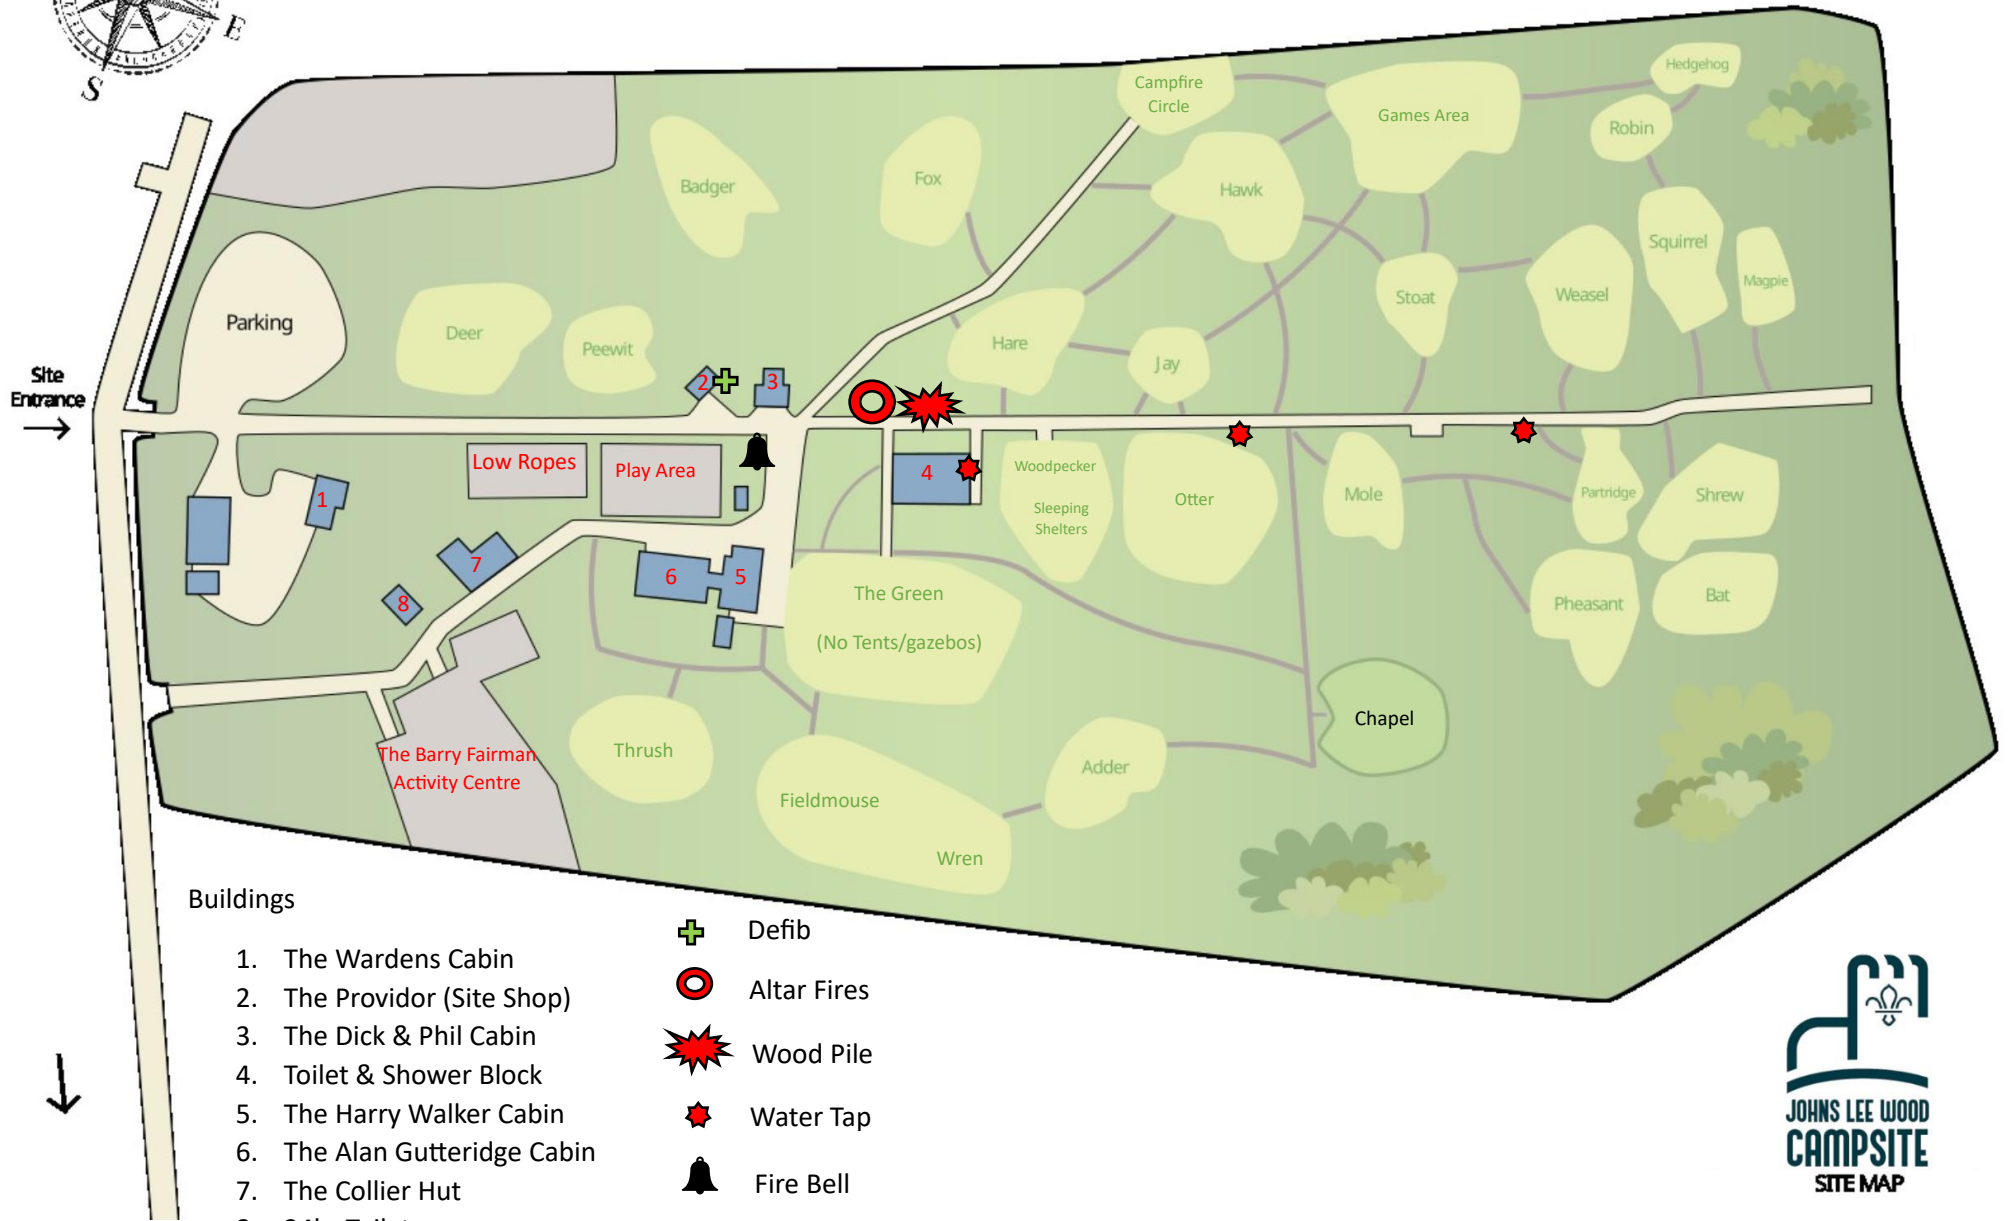 E
S
Campfire
Circle
Games Area
Hedgehog
Robin
Badger
Fox
Hawk
Squirrel
Magpie
Parking
Deer
Peewit
Hare
Jay
Stoat
Weasel
Site
Entrance
2
3
Low Ropes
Play Area
4
Woodpecker
Sleeping
Shelters
Otter
Mole
Partridge
Shrew
1
7
8
6
5
The Green
(No Tents/gazebos)
Pheasant
Bat
Chapel
The Barry Fairman
Activity Centre
Thrush
Fieldmouse
Wren
Adder
Buildings
1. The Wardens Cabin
2. The Providor (Site Shop)
3. The Dick & Phil Cabin
4. Toilet & Shower Block
5. The Harry Walker Cabin
6. The Alan Gutteridge Cabin
7. The Collier Hut
Defib
Altar Fires
Wood Pile
Water Tap
Fire Bell
JOHNS LEE WOOD
CAMPSITE
SITE MAP